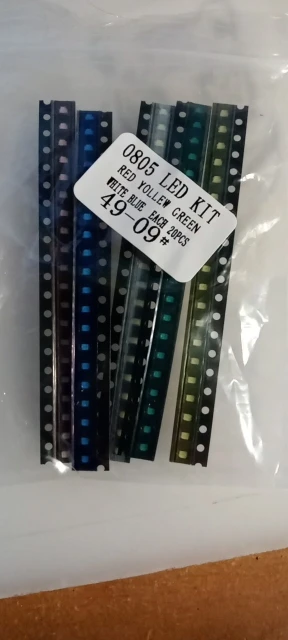 0805 LED KIT
RED YOLLEW GREEN
WHITE BLUE EACH 20PCS
49-09#